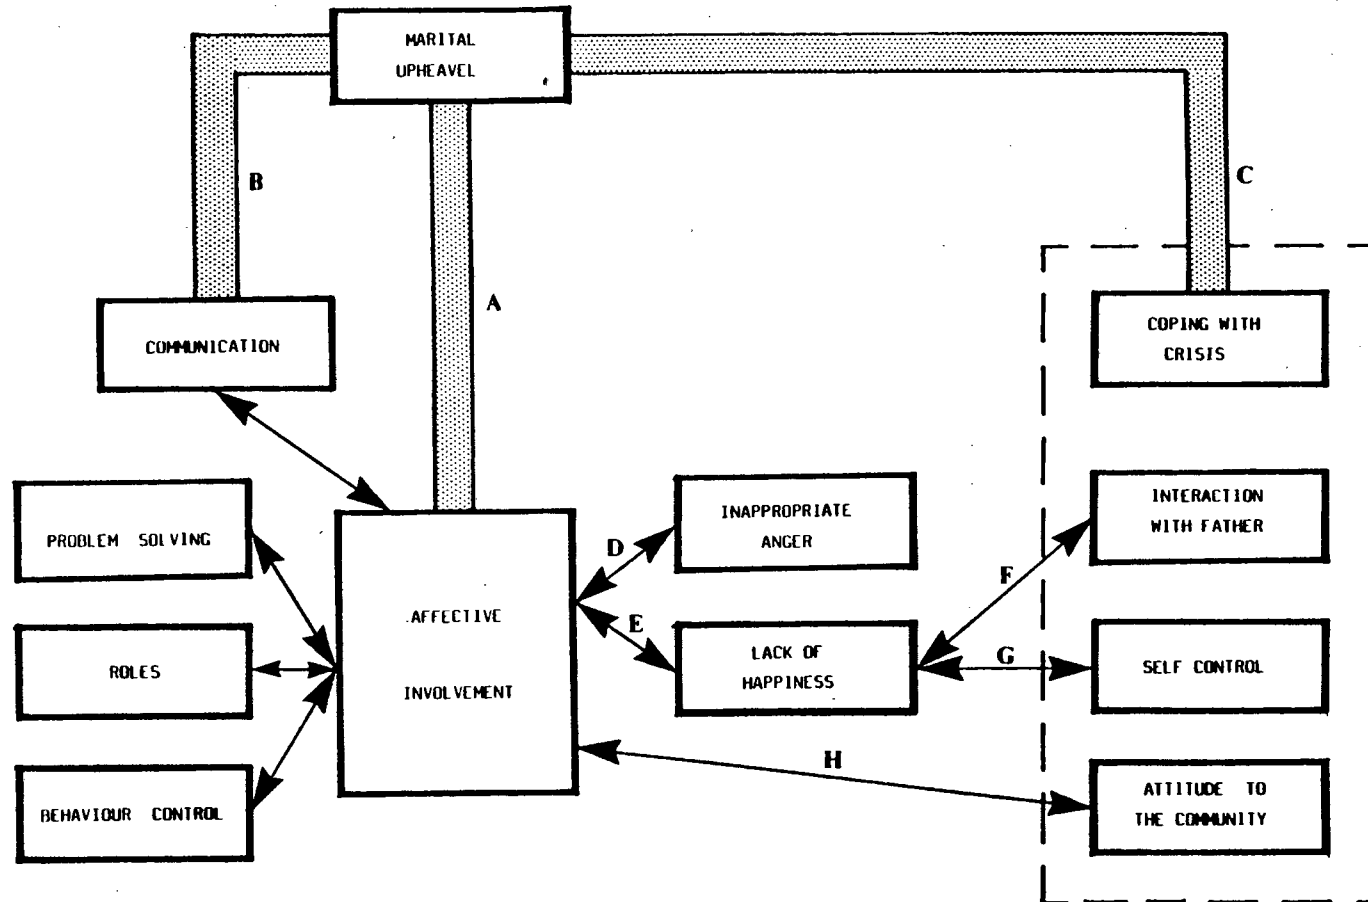 MARITAL
UPHEAVEL
B
C
A
COMMUNICATION
COPING WITH
CRISIS
PROBLEM SOLVING
ROLES
BEHAVIOUR CONTROL
AFFECTIVE
INVOLVEMENT
D
E
INAPPROPRIATE
ANGER
LACK OF
HAPPINESS
F
G
H
INTERACTION
WITH FATHER
SELF CONTROL
ATTITUDE TO
THE COMMUNITY